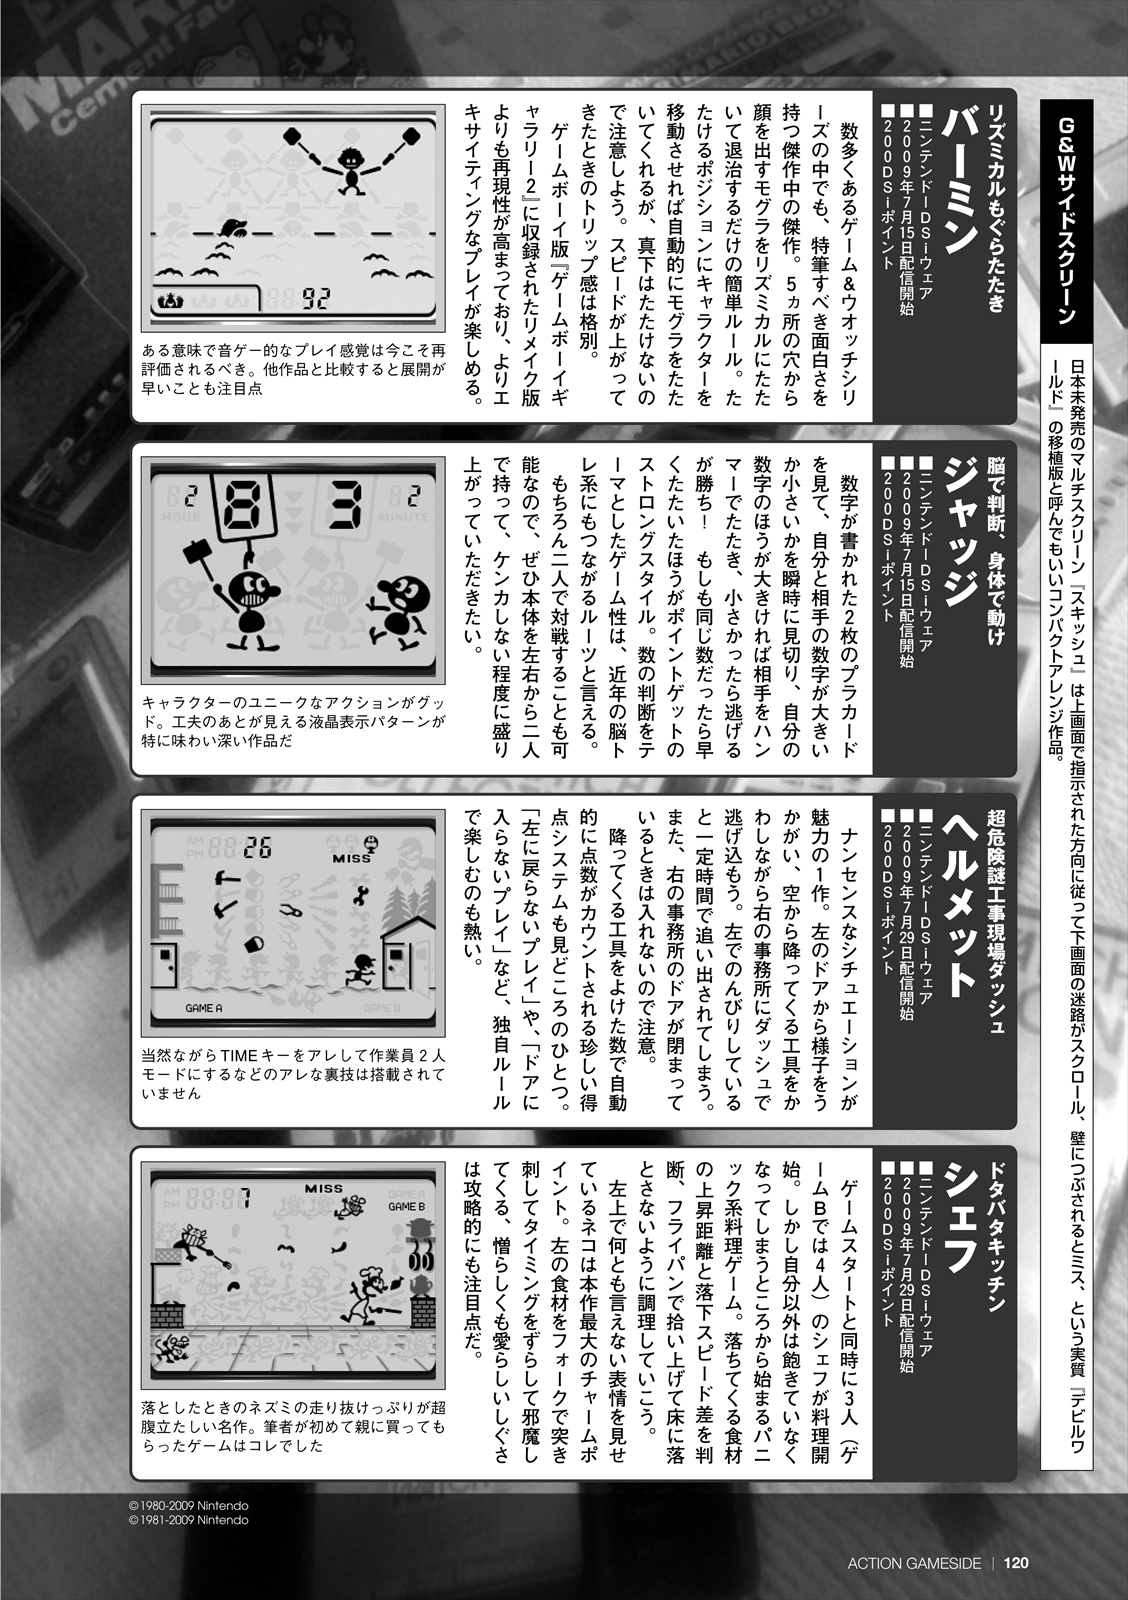 G&Wサイドスクリーン
日本未発売のマルチスクリーン『スキッシュ』は上画面で指示された方向に従って下画面の迷路がスクロール、壁につぶされるとミス、という実質『デビルワ
ールド』の移植版と呼んでもいいコンパクトアレンジ作品。
リズミカルもぐらたたき
バーミン
■ニンテンドーDSiウェア
■2009年7月15日配信開始
■200DSiポイント
数多くあるゲーム&ウオッチシリ
ーズの中でも、特筆すべき面白さを
持つ傑作中の傑作。5ヵ所の穴から
顔を出すモグラをリズミカルにたた
いて退治するだけの簡単ルール。た
たけるポジションにキャラクターを
移動させれば自動的にモグラをたた
いてくれるが、真下はたたけないの
で注意しよう。スピードが上がって
きたときのトリップ感は格別。
ゲームボーイ版『ゲームボーイギ
ャラリー2』に収録されたリメイク版
よりも再現性が高まっており、よりエ
キサイティングなプレイが楽しめる。
92
ある意味で音ゲー的なプレイ感覚は今こそ再
評価されるべき。他作品と比較すると展開が
早いことも注目点
脳で判断、身体で動け
ジャッジ
■ニンテンドーDSiウェア
■2009年7月15日配信開始
■200DSiポイント
数字が書かれた2枚のプラカード
を見て、自分と相手の数字が大きい
か小さいかを瞬時に見切り、自分の
数字のほうが大きければ相手をハン
マーでたたき、小さかったら逃げる
が勝ち! もしも同じ数だったら早
くたたいたほうがポイントゲットの
ストロングスタイル。数の判断をテ
ーマとしたゲーム性は、近年の脳ト
レ系にもつながるルーツと言える。
もちろん二人で対戦することも可
能なので、ぜひ本体を左右から二人
で持って、ケンカしない程度に盛り
上がっていただきたい。
2 8 3 2
HOUR MINUTE
キャラクターのユニークなアクションがグッ
ド。工夫のあとが見える液晶表示パターンが
特に味わい深い作品だ
超危険謎工事現場ダッシュ
ヘルメット
■ニンテンドーDSiウェア
■2009年7月29日配信開始
■200DSiポイント
ナンセンスなシチュエーションが
魅力の1作。左のドアから様子をう
かがい、空から降ってくる工具をか
わしながら右の事務所にダッシュで
逃げ込もう。左でのんびりしている
と一定時間で追い出されてしまう。
また、右の事務所のドアが閉まって
いるときは入れないので注意。
降ってくる工具をよけた数で自動
的に点数がカウントされる珍しい得
点システムも見どころのひとつ。
「左に戻らないプレイ」や、「ドアに
入らないプレイ」など、独自ルール
で楽しむのも熱い。
AM
PM
26
MISS
GAME A
GAME B
当然ながらTIMEキーをアレして作業員2人
モードにするなどのアレな裏技は搭載されて
いません
ドタバタキッチン
シェフ
■ニンテンドーDSiウェア
■2009年7月29日配信開始
■200DSiポイント
ゲームスタートと同時に3人(ゲ
ームBでは4人)のシェフが料理開
始。しかし自分以外は飽きていなく
なってしまうところから始まるパニ
ック系料理ゲーム。落ちてくる食材
の上昇距離と落下スピード差を判
断、フライパンで拾い上げて床に落
とさないように調理していこう。
左上で何とも言えない表情を見せ
ているネコは本作最大のチャームポ
イント。左の食材をフォークで突き
刺してタイミングをずらして邪魔し
てくる、憎らしくも愛らしいしぐさ
は攻略的にも注目点だ。
AM
PM
7
MISS
GAME A
GAME B
落としたときのネズミの走り抜けっぷりが超
腹立たしい名作。筆者が初めて親に買っても
らったゲームはコレでした
©1980-2009 Nintendo
©1981-2009 Nintendo
ACTION GAMESIDE | 120